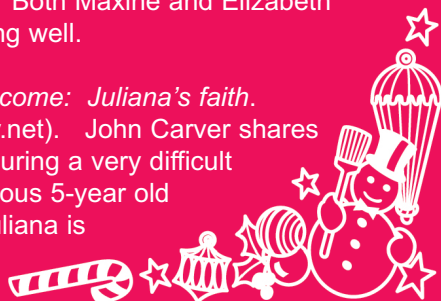 Both Maxine and Elizabeth
ng well.
come: Juliana's faith.
.net). John Carver shares
uring a very difficult
ous 5-year old
uliana is